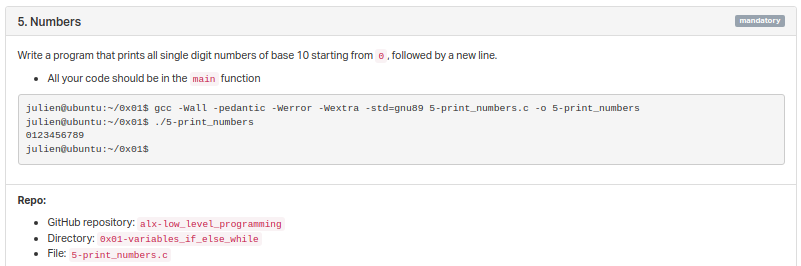 5. Numbers
mandatory
Write a program that prints all single digit numbers of base 10 starting from 0 , followed by a new line.
All your code should be in the main function
julien@ubuntu:~/0x01$ gcc -Wall -pedantic -Werror -Wextra -std=gnu89 5-print_numbers.c -o 5-print_numbers
julien@ubuntu:~/0x01$ ./5-print_numbers
0123456789
julien@ubuntu:~/0x01$
Repo:
GitHub repository: alx-low_level_programming
Directory: 0x01-variables_if_else_while
File: 5-print_numbers.c